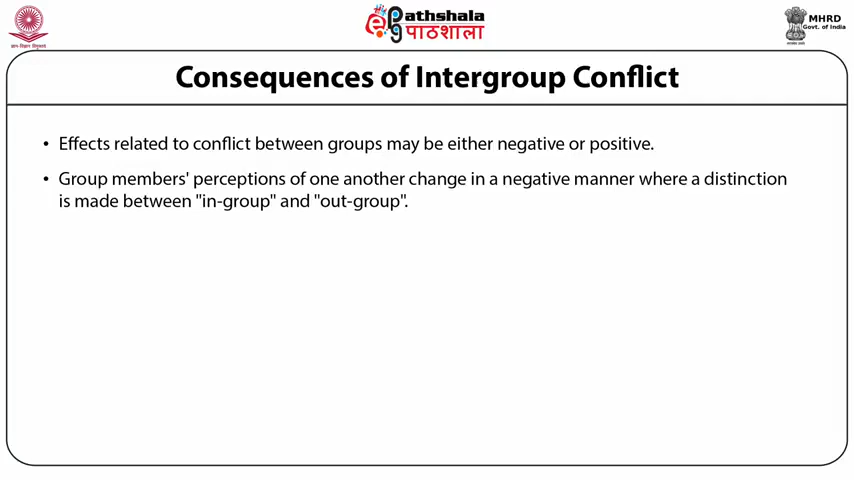 ePathshala
पाठशाला
MHRD
Govt. of India
Consequences of Intergroup Conflict
• Effects related to conflict between groups may be either negative or positive.
• Group members' perceptions of one another change in a negative manner where a distinction
is made between "in-group" and "out-group".